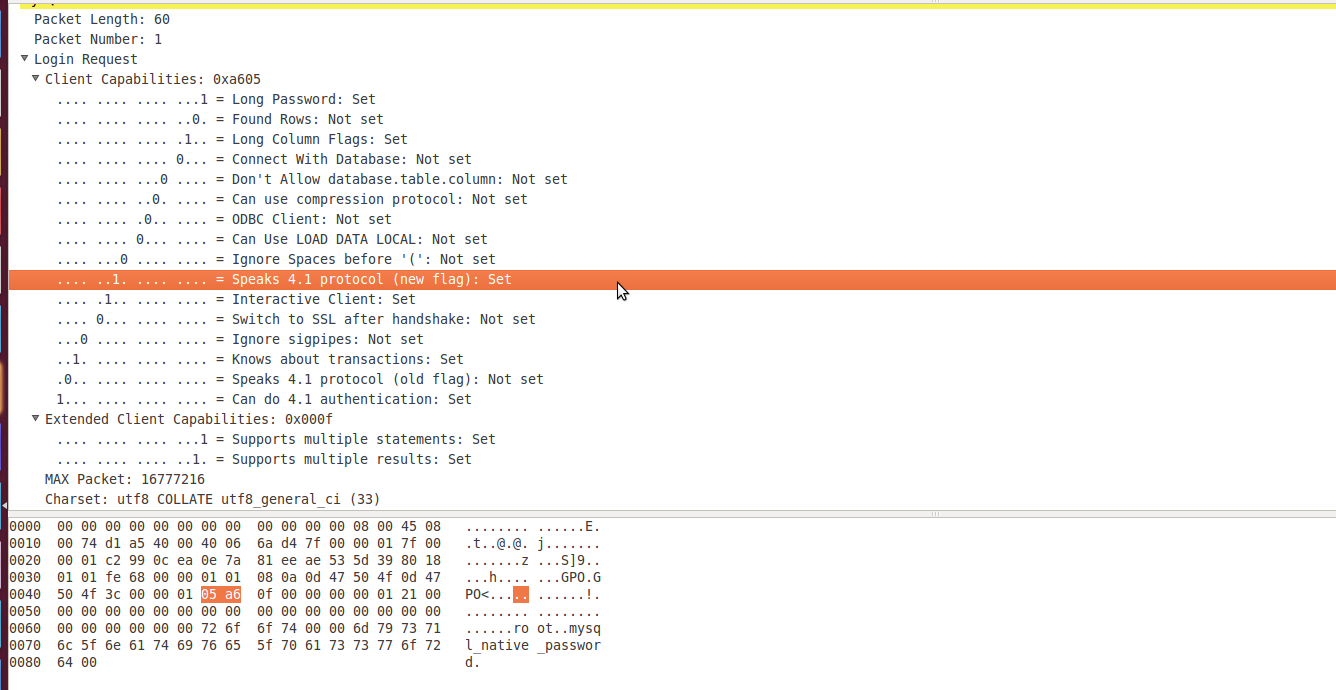 Packet Length: 60
Packet Number: 1
Login Request
Client Capabilities: 0xa605
.... .... .... ...1 = Long Password: Set
.... .... .... ..0. = Found Rows: Not set
.... .... .... .1.. = Long Column Flags: Set
.... .... .... 0... = Connect With Database: Not set
.... .... ...0 .... = Don't Allow database.table.column: Not set
.... .... ..0. .... = Can use compression protocol: Not set
.... .... .0.. .... = ODBC Client: Not set
.... .... 0... .... = Can Use LOAD DATA LOCAL: Not set
.... ...0 .... .... = Ignore Spaces before '(': Not set
.... ..1. .... .... = Speaks 4.1 protocol (new flag): Set
.... .1.. .... .... = Interactive Client: Set
.... 0... .... .... = Switch to SSL after handshake: Not set
...0 .... .... .... = Ignore sigpipes: Not set
..1. .... .... .... = Knows about transactions: Set
.0.. .... .... .... = Speaks 4.1 protocol (old flag): Not set
1... .... .... .... = Can do 4.1 authentication: Set
Extended Client Capabilities: 0x000f
.... .... .... ...1 = Supports multiple statements: Set
.... .... .... ..1. = Supports multiple results: Set
MAX Packet: 16777216
Charset: utf8 COLLATE utf8_general_ci (33)
0000 00 00 00 00 00 00 00 00 00 00 00 00 08 00 45 08 ........ ......E.
0010 00 74 d1 a5 40 00 40 06 6a d4 7f 00 00 01 7f 00 .t..@.@. j.......
0020 00 01 c2 99 0c ea 0e 7a 81 ee ae 53 5d 39 80 18 .......z ...S]9..
0030 01 01 fe 68 00 00 01 01 08 0a 0d 47 50 4f 0d 47 ...h.... ...GPO.G
0040 50 4f 3c 00 00 01 05 a6 0f 00 00 00 00 01 21 00 PO<..... ......!.
0050 00 00 00 00 00 00 00 00 00 00 00 00 00 00 00 00 ........ ........
0060 00 00 00 00 00 00 72 6f 6f 74 00 00 6d 79 73 71 ......ro ot..mysq
0070 6c 5f 6e 61 74 69 76 65 5f 70 61 73 73 77 6f 72 l_native _passwor
0080 64 00 d.